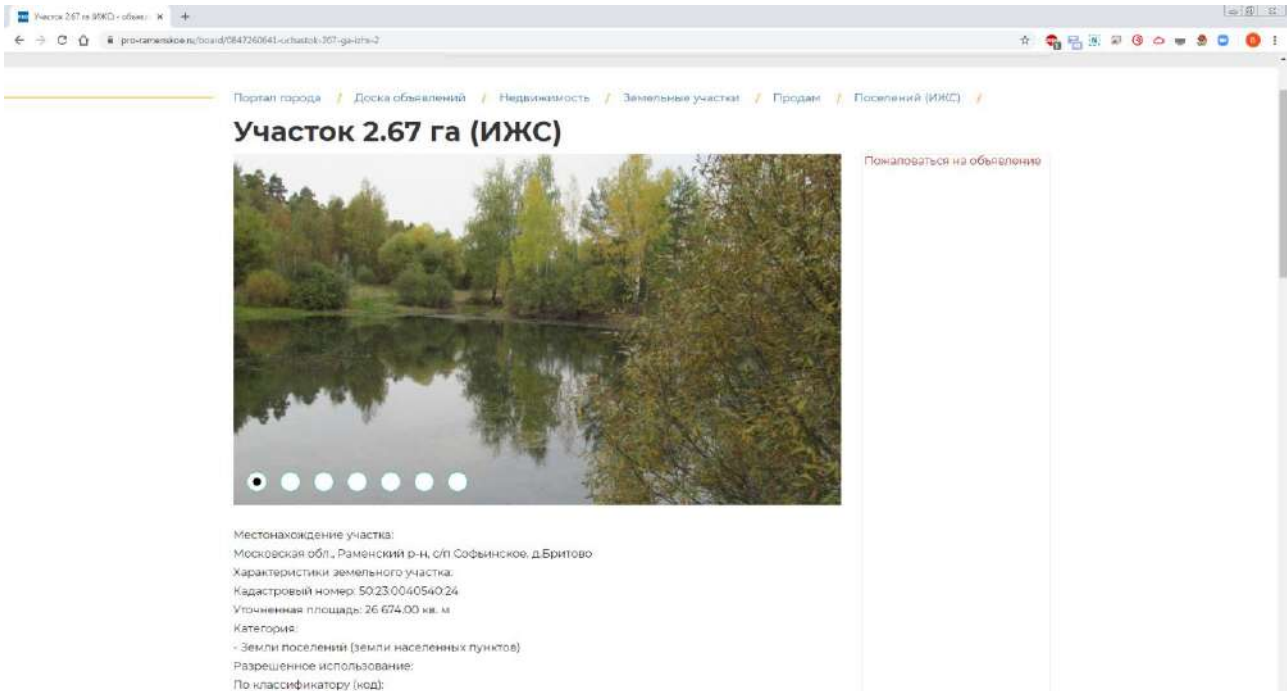 Участок 2.67 га (ИЖС) - объявл
pro-ramenskoe.ru/board/0847260641-uchastok-267-ga-izhs-2
Портал города / Доска объявлений / Недвижимость / Земельные участки / Продам / Поселений (ИЖС) /
Участок 2.67 га (ИЖС)
Пожаловаться на объявление
Местонахождение участка:
Московская обл., Раменский р-н, с/п Софьинское, д.Бритово
Характеристики земельного участка:
Кадастровый номер: 50:23:0040540:24
Уточненная площадь: 26 674,00 кв. м
Категория:
- Земли поселений (земли населенных пунктов)
Разрешенное использование:
По классификатору (код):